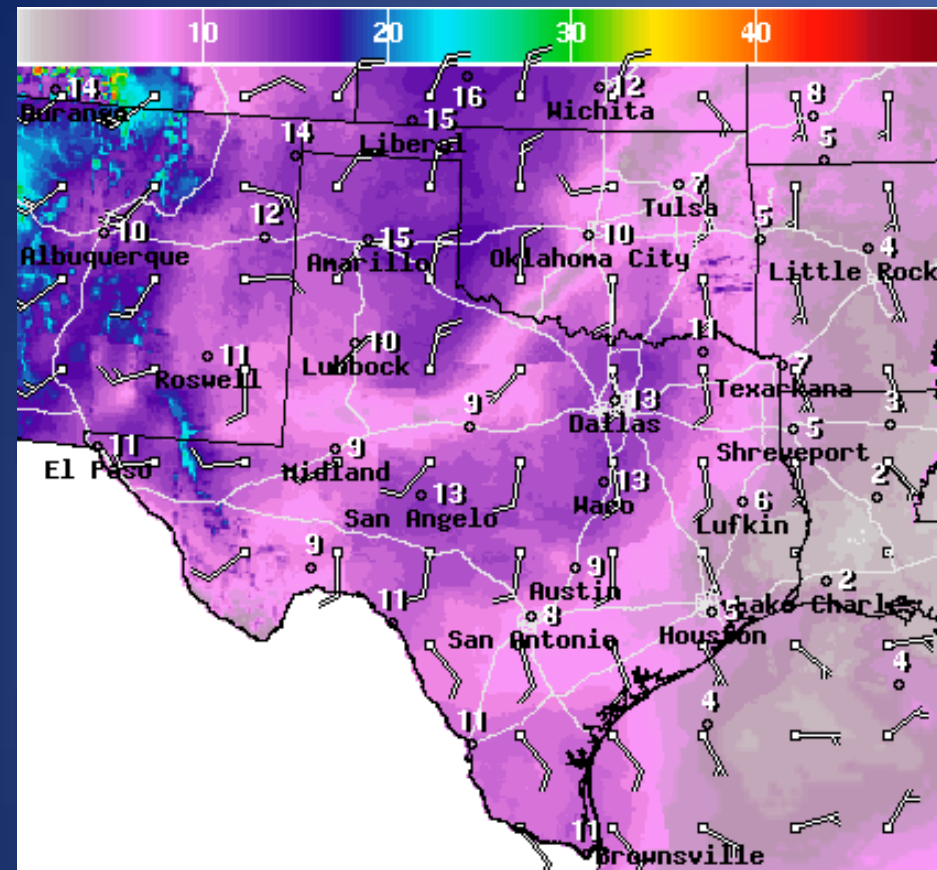 10 20 30 40
14 16 12 8
Durango Wichita
15 5
Liberal
14
7
Tulsa
12 5
10 15 10 4
Albuquerque Amarillo Oklahoma City Little Rock
11 10 11
Roswell Lubbock 7
Texarkana
9 13 3
Dallas
11 9 5
El Paso Midland Shreveport
13 13 6 2
San Angelo Waco Lufkin
9 9 2
Austin
11 8 5 Lake Charl
San Antonio Houston
4
11 4
11
Brownsville